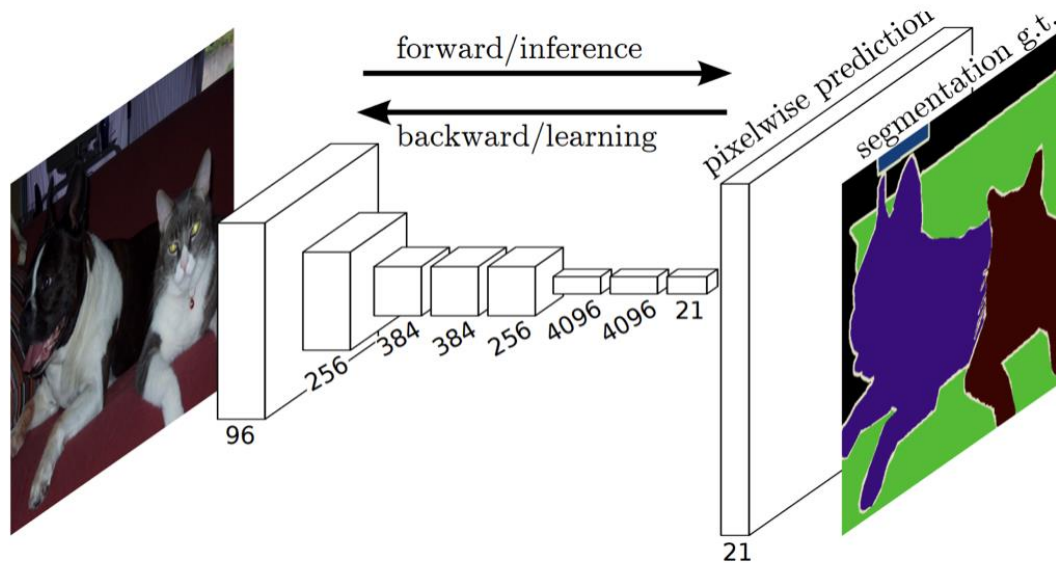 forward/inference
backward/learning
pixelwise prediction
segmentation g.t.
96
256
384
384
256
4096
4096
21
21